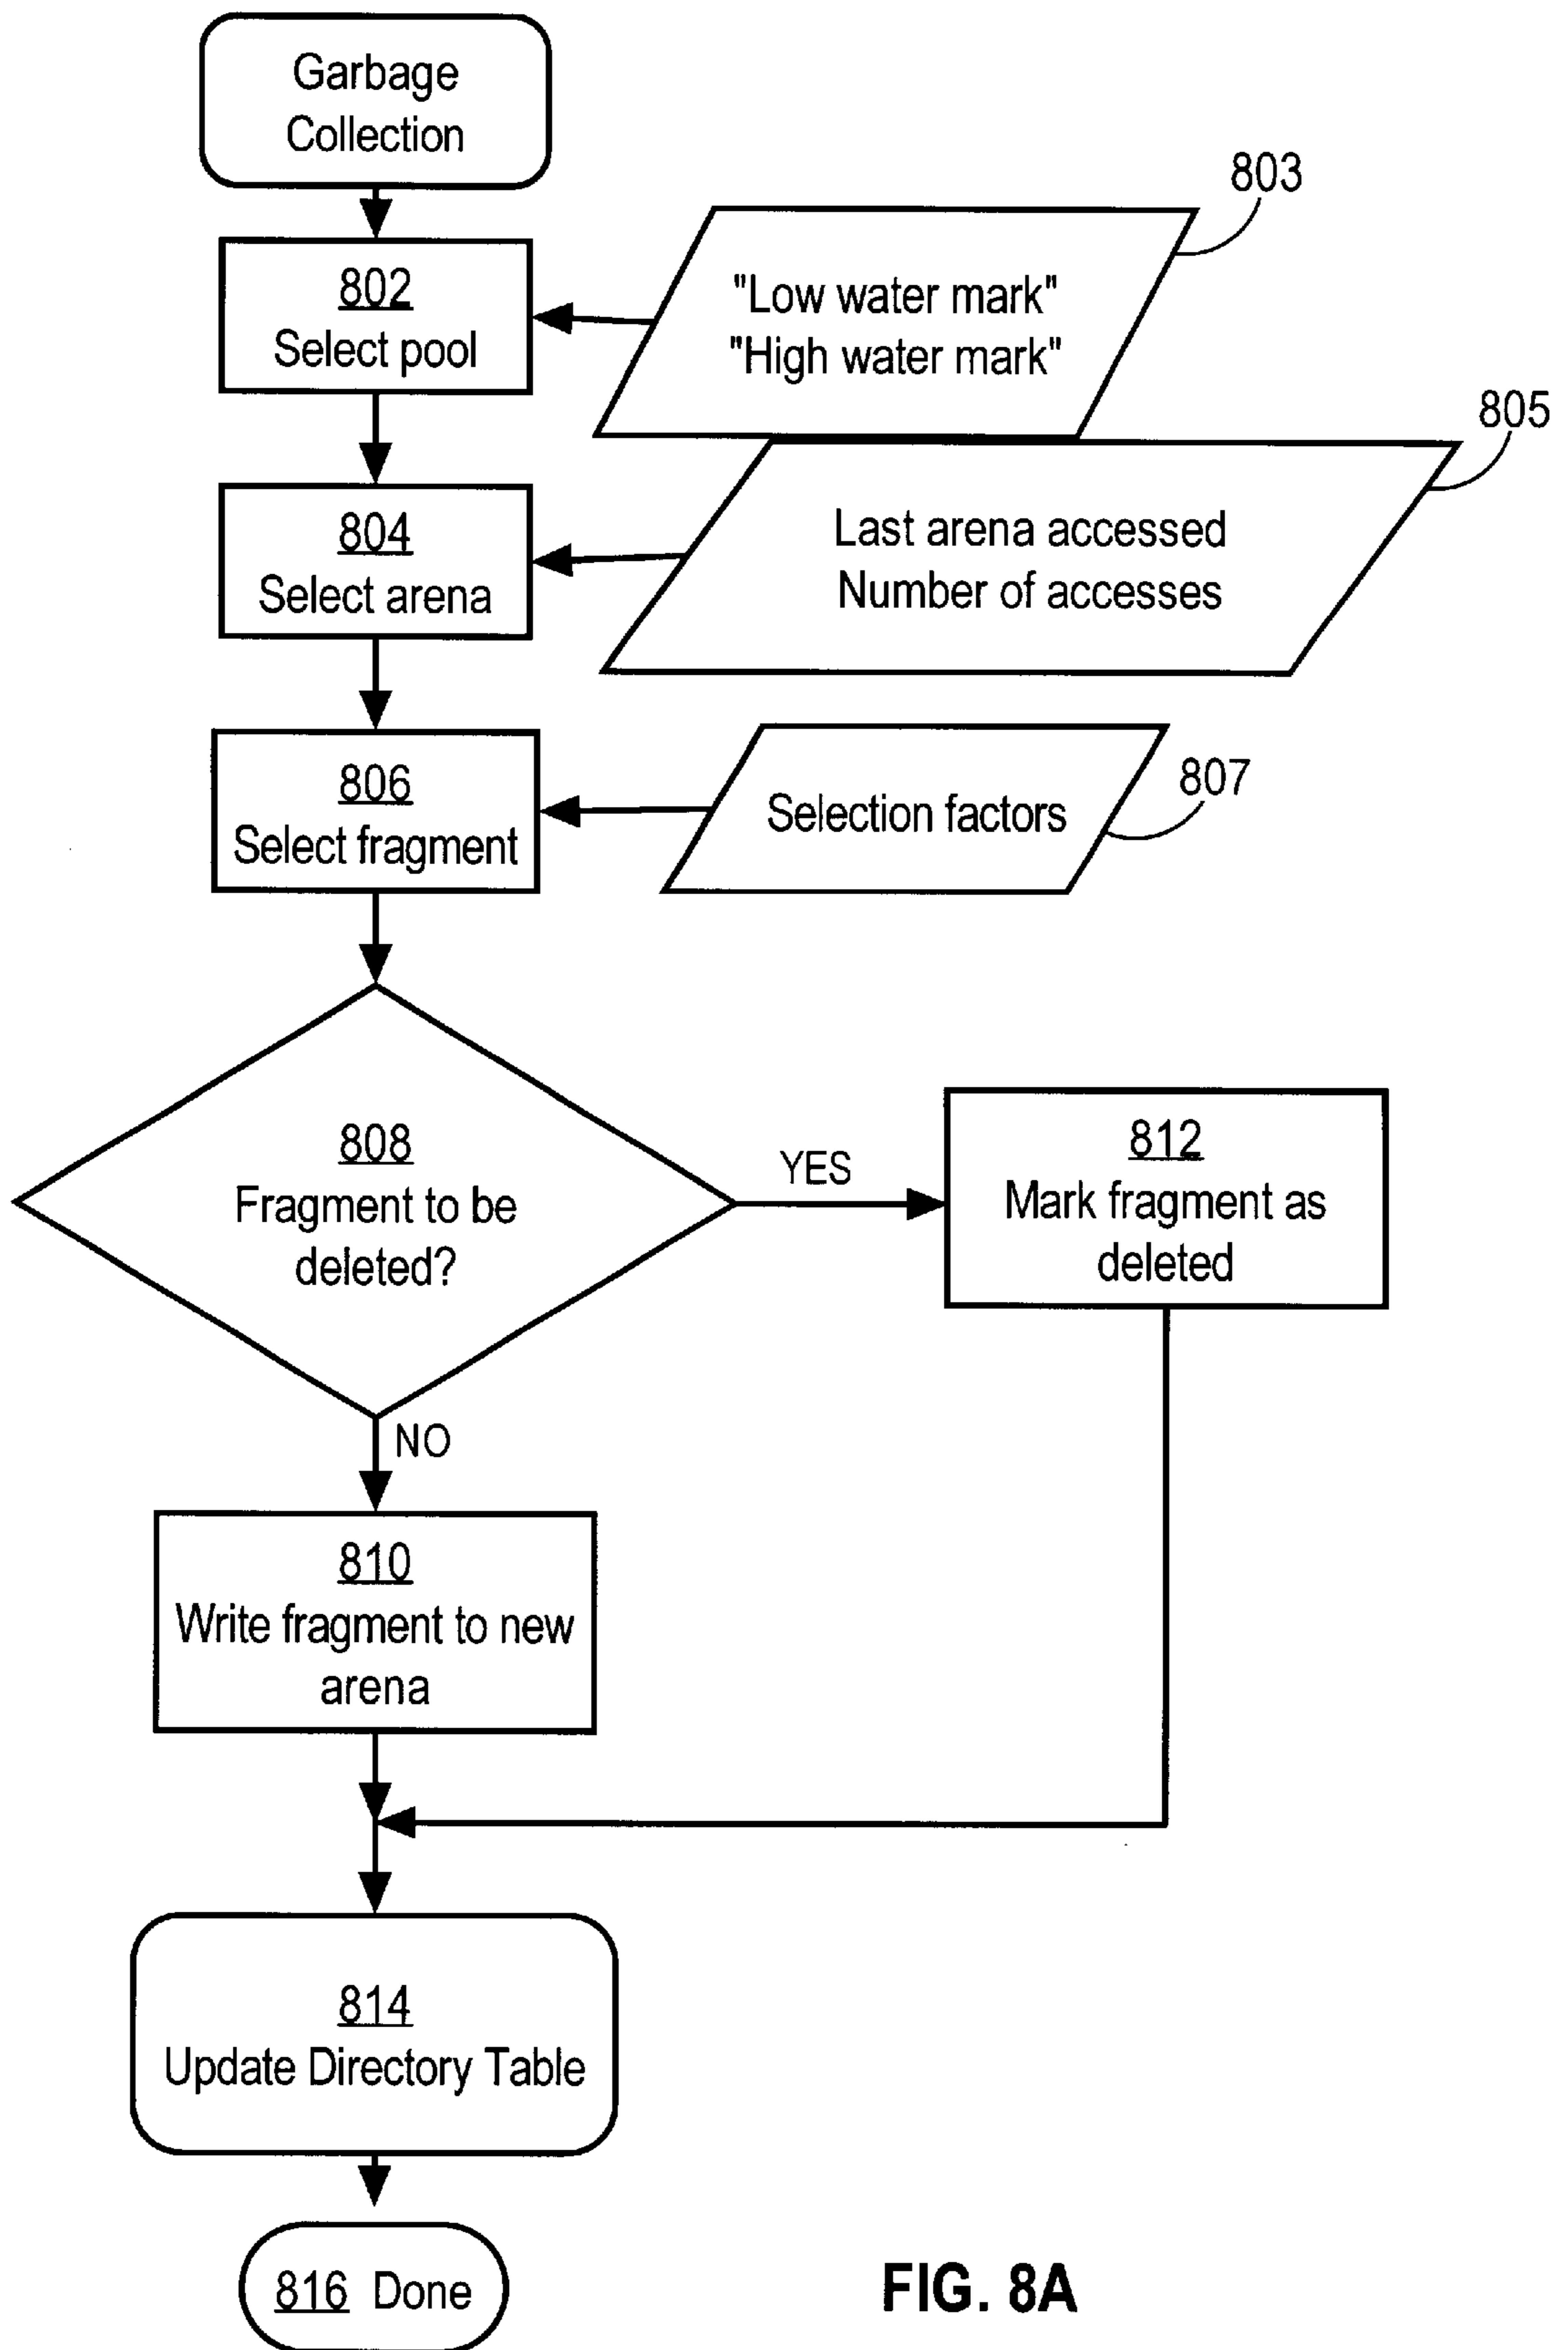 Garbage
Collection
803
802
Select pool
"Low water mark"
"High water mark"
805
804
Select arena
Last arena accessed
Number of accesses
806
Select fragment
Selection factors
807
808
Fragment to be
deleted?
YES
812
Mark fragment as
deleted
NO
810
Write fragment to new
arena
814
Update Directory Table
816 Done
FIG. 8A